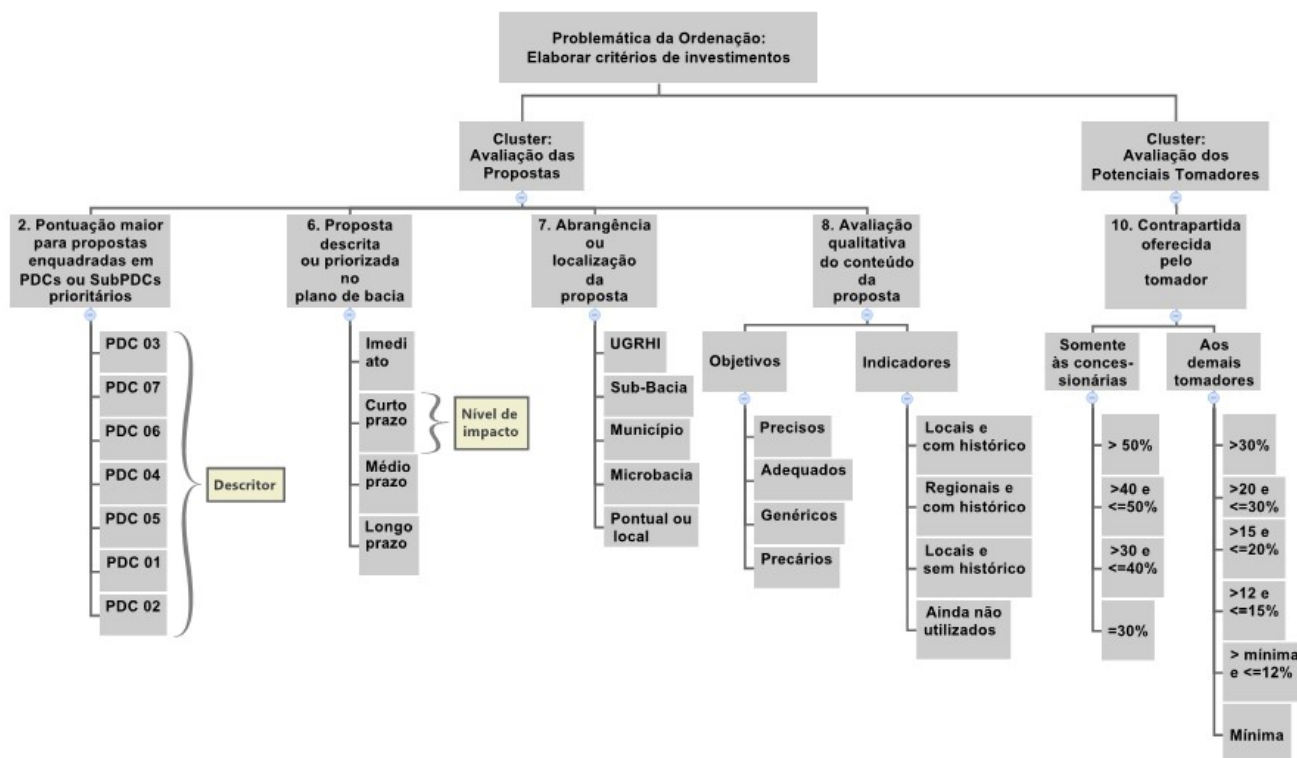 Problemática da Ordenação:
Elaborar critérios de investimentos
Cluster:
Avaliação das
Propostas
Cluster:
Avaliação dos
Potenciais Tomadores
2. Pontuação maior
para propostas
enquadradas em
PDCs ou SubPDCs
prioritários
6. Proposta
descrita
ou priorizada
no
plano de bacia
7. Abrangência
ou
localização
da
proposta
8. Avaliação
qualitativa
do conteúdo
da
proposta
10. Contrapartida
oferecida
pelo
tomador
PDC 03
PDC 07
PDC 06
PDC 04
PDC 05
PDC 01
PDC 02
Descritor
Imedi
ato
Curto
prazo
Médio
prazo
Longo
prazo
Nível de
impacto
UGRHI
Sub-Bacia
Município
Microbacia
Pontual ou
local
Objetivos
Precisos
Adequados
Genéricos
Precários
Indicadores
Locais e
com histórico
Regionais e
com histórico
Locais e
sem histórico
Ainda não
utilizados
Somente
às conces-
sionárias
> 50%
>40 e
<=50%
>30 e
<=40%
=30%
Aos
demais
tomadores
>30%
>20 e
<=30%
>15 e
<=20%
>12 e
<=15%
> mínima
e <=12%
Mínima